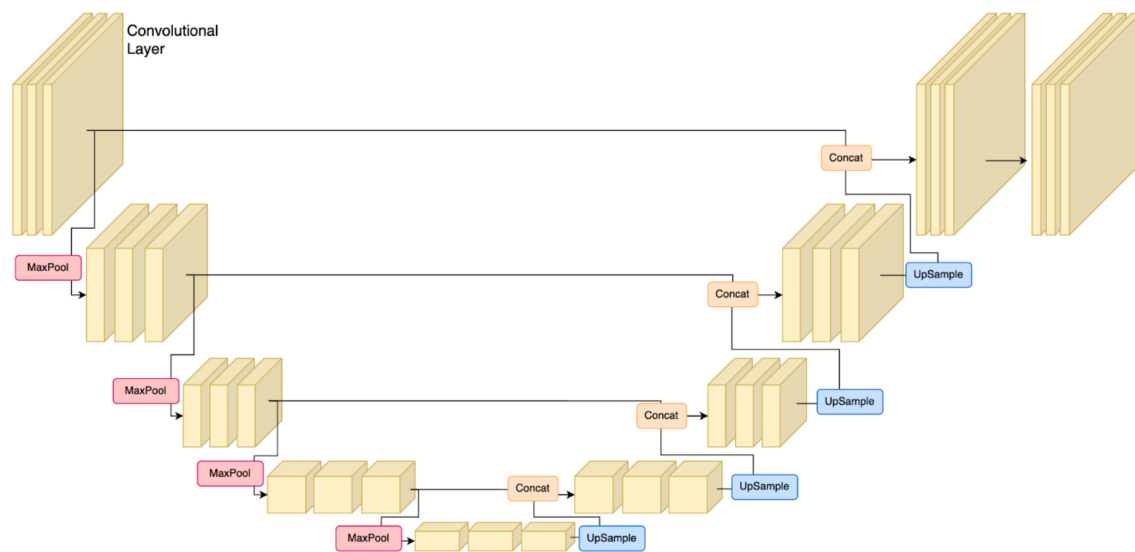 Convolutional
Layer
Concat
MaxPool
UpSample
Concat
MaxPool
UpSample
Concat
MaxPool
UpSample
Concat
MaxPool
UpSample